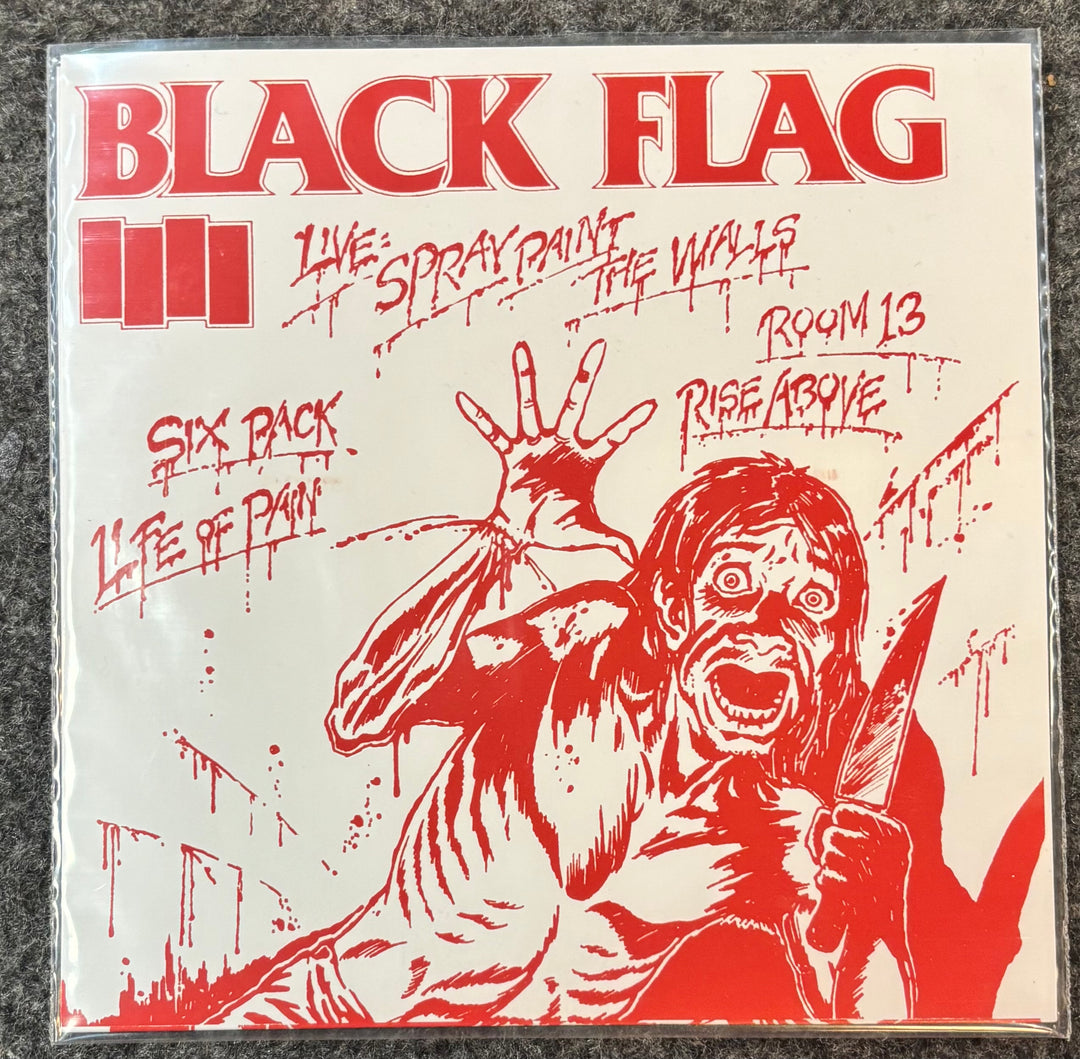 BLACK FLAG
LIVE: SPRAY PAINT
THE WALLS
ROOM 13
RISE ABOVE
SIX PACK
LIFE OF PAIN